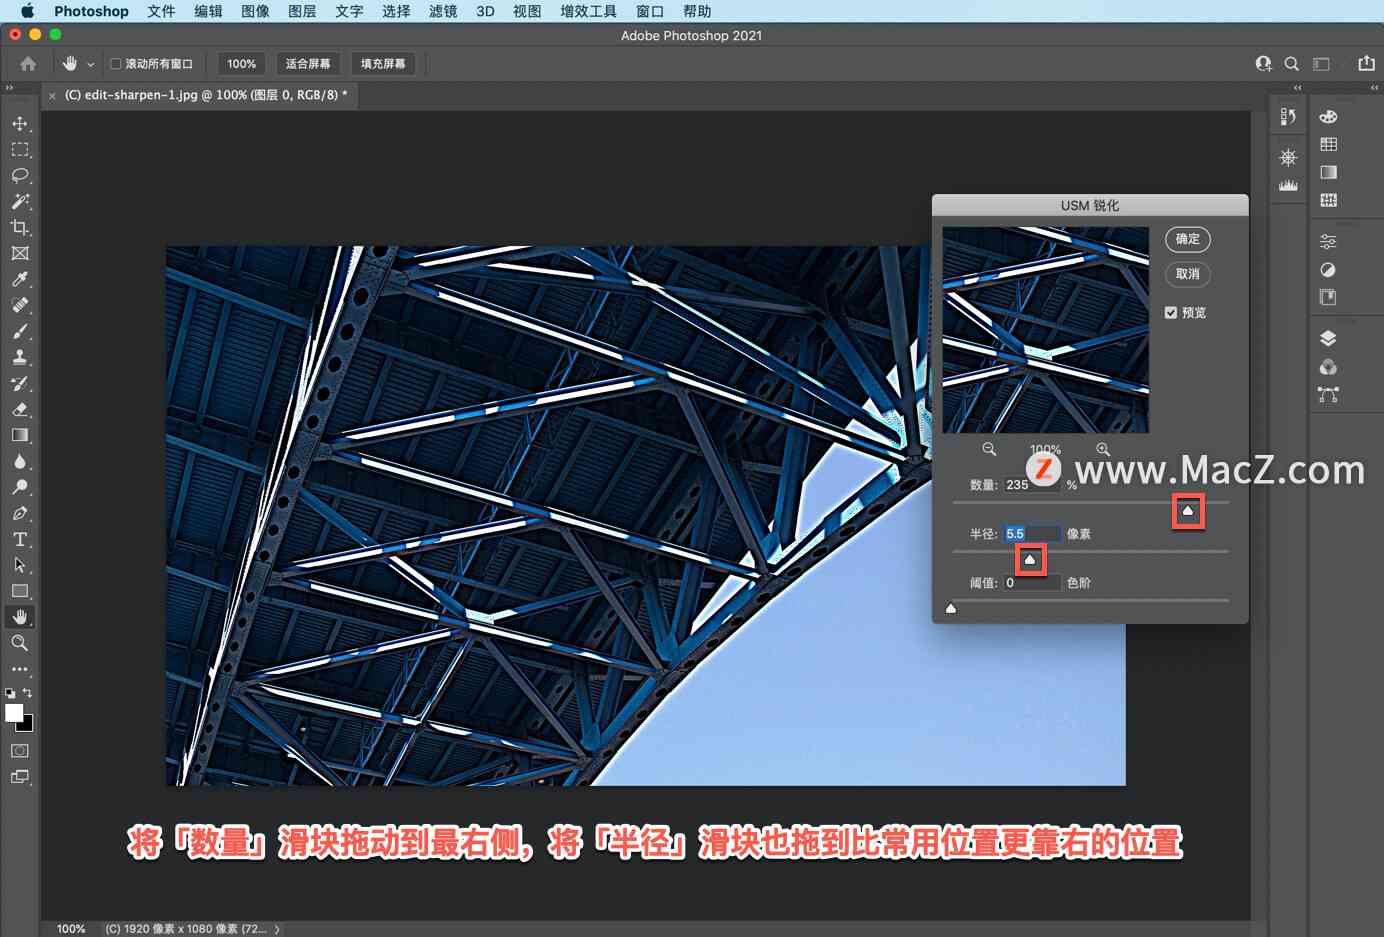 Photoshop 文件 编辑 图像 图层 文字 选择 滤镜 3D 视图 增效工具 窗口 帮助
Adobe Photoshop 2021
滚动所有窗口 100% 适合屏幕 填充屏幕
(C) edit-sharpen-1.jpg @ 100% (图层 0, RGB/8) *
USM 锐化
确定
取消
预览
100%
www.MacZ.com
数量: 235 %
半径: 5.5 像素
阈值: 0 色阶
将「数量」滑块拖动到最右侧，将「半径」滑块也拖到比常用位置更靠右的位置
100% (C) 1920 像素 x 1080 像素 (72...